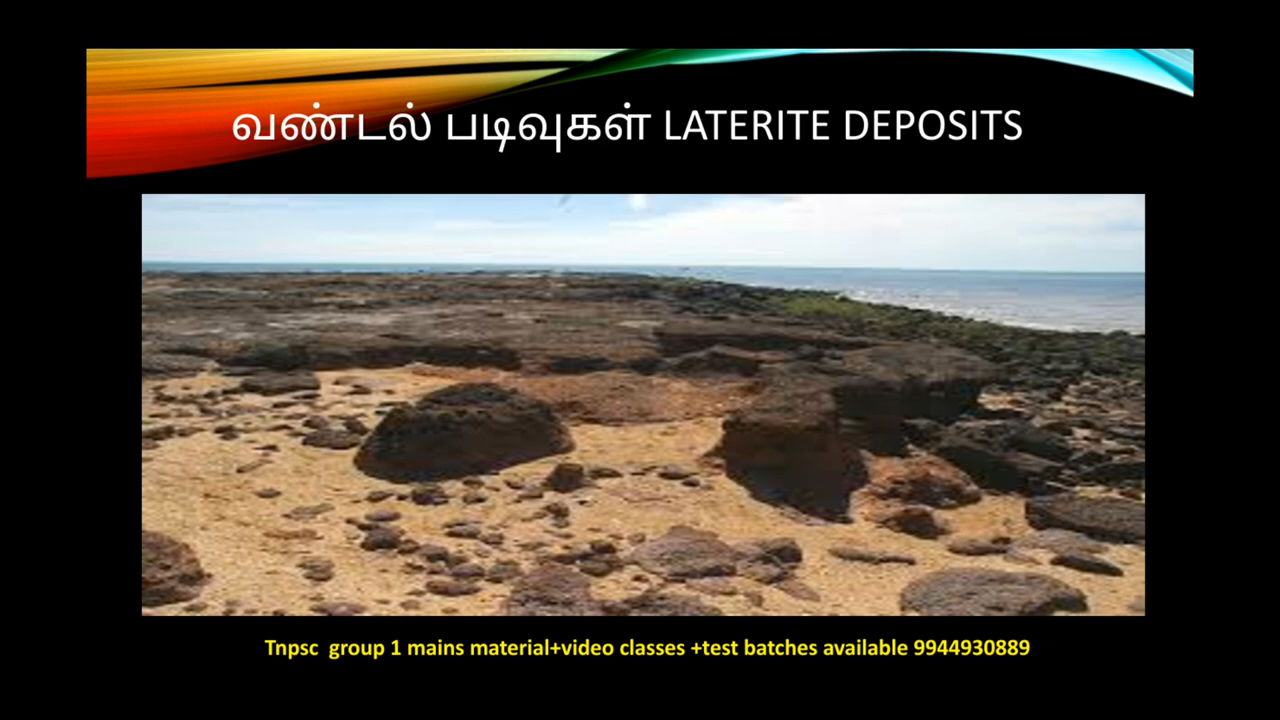 வண்டல் படிவுகள் LATERITE DEPOSITS
Tnpsc group 1 mains material+video classes +test batches available 9944930889